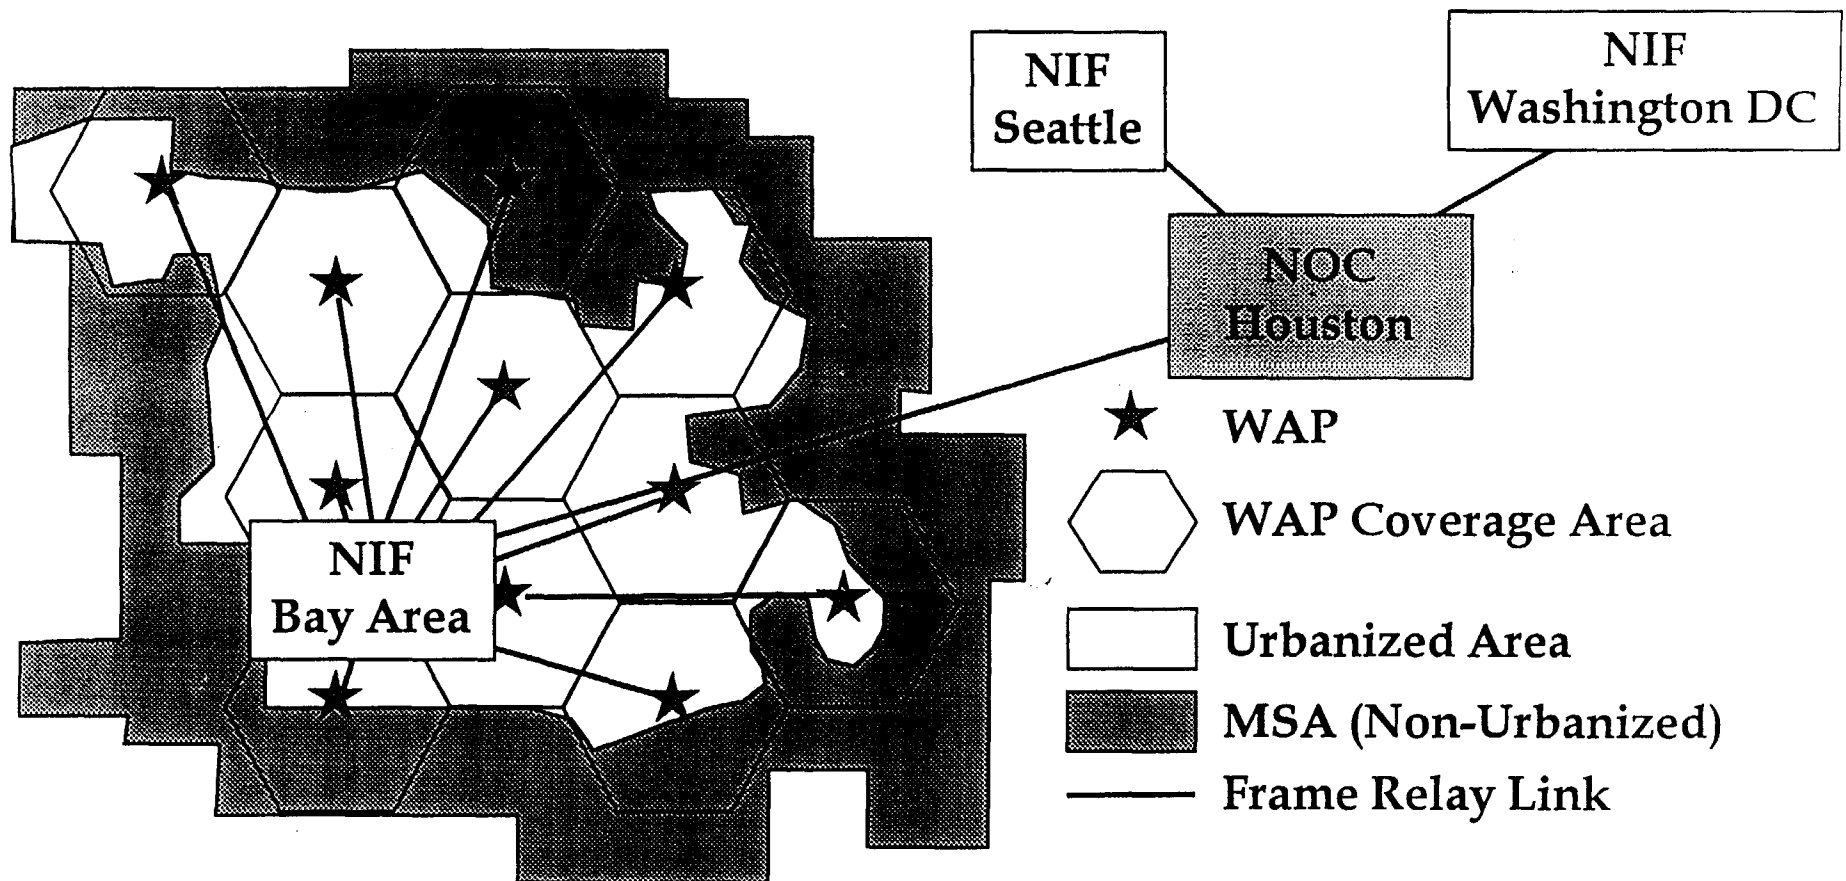 NIF
Seattle
NIF
Washington DC
NOC
Houston
NIF
Bay Area
WAP
WAP Coverage Area
Urbanized Area
MSA (Non-Urbanized)
Frame Relay Link